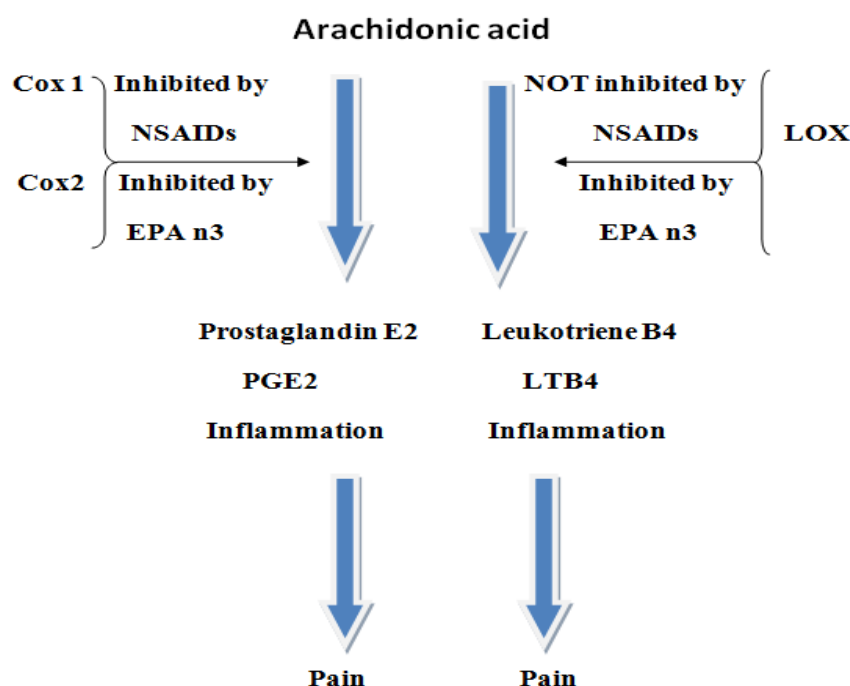 Arachidonic acid
Cox 1 Inhibited by
NSAIDs
Cox2 Inhibited by
EPA n3
NOT inhibited by
NSAIDs
LOX
Inhibited by
EPA n3
Prostaglandin E2
PGE2
Inflammation
Leukotriene B4
LTB4
Inflammation
Pain
Pain